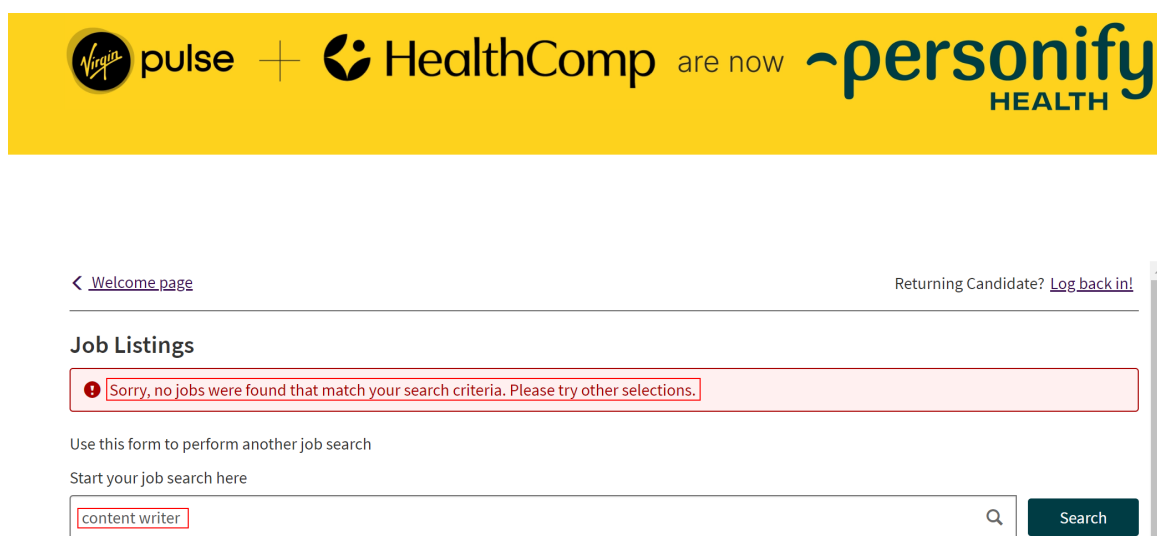 Virgin pulse + HealthComp are now personify
HEALTH
Welcome page
Returning Candidate? Log back in!
Job Listings
Sorry, no jobs were found that match your search criteria. Please try other selections.
Use this form to perform another job search
Start your job search here
content writer
Search